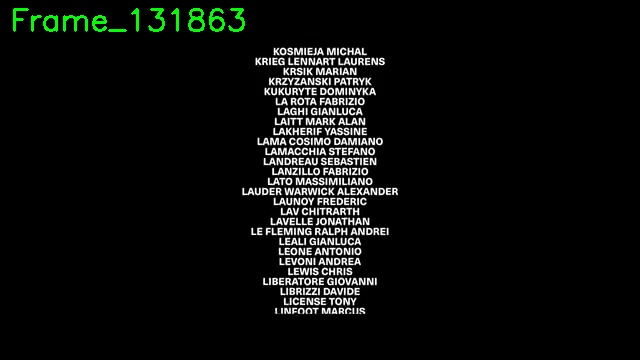 Frame_131863
KOSMIEJA MICHAL
KRIEG LENNART LAURENS
KRSIK MARIAN
KRZYZANSKI PATRYK
KUKURYTE DOMINYKA
LA ROTA FABRIZIO
LAGHI GIANLUCA
LAITT MARK ALAN
LAKHERIF YASSINE
LAMA COSIMO DAMIANO
LAMACCHIA STEFANO
LANDREAU SEBASTIEN
LANZILLO FABRIZIO
LATO MASSIMILIANO
LAUDER WARWICK ALEXANDER
LAUNOY FREDERIC
LAV CHITRARTH
LAVELLE JONATHAN
LE FLEMING RALPH ANDREI
LEALI GIANLUCA
LEONE ANTONIO
LEVONI ANDREA
LEWIS CHRIS
LIBERATORE GIOVANNI
LIBRIZZI DAVIDE
LICENSE TONY
LINFOOT MARCUS